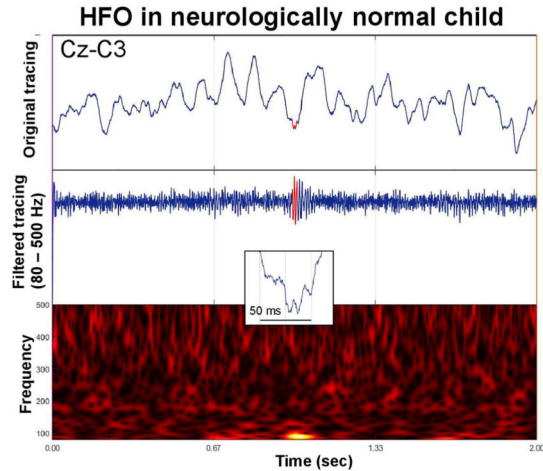 HFO in neurologically normal child
Cz-C3
Original tracing
Filtered tracing
(80 – 500 Hz)
50 ms
Frequency
500
400
300
200
100
0.00
0.67
1.33
2.00
Time (sec)